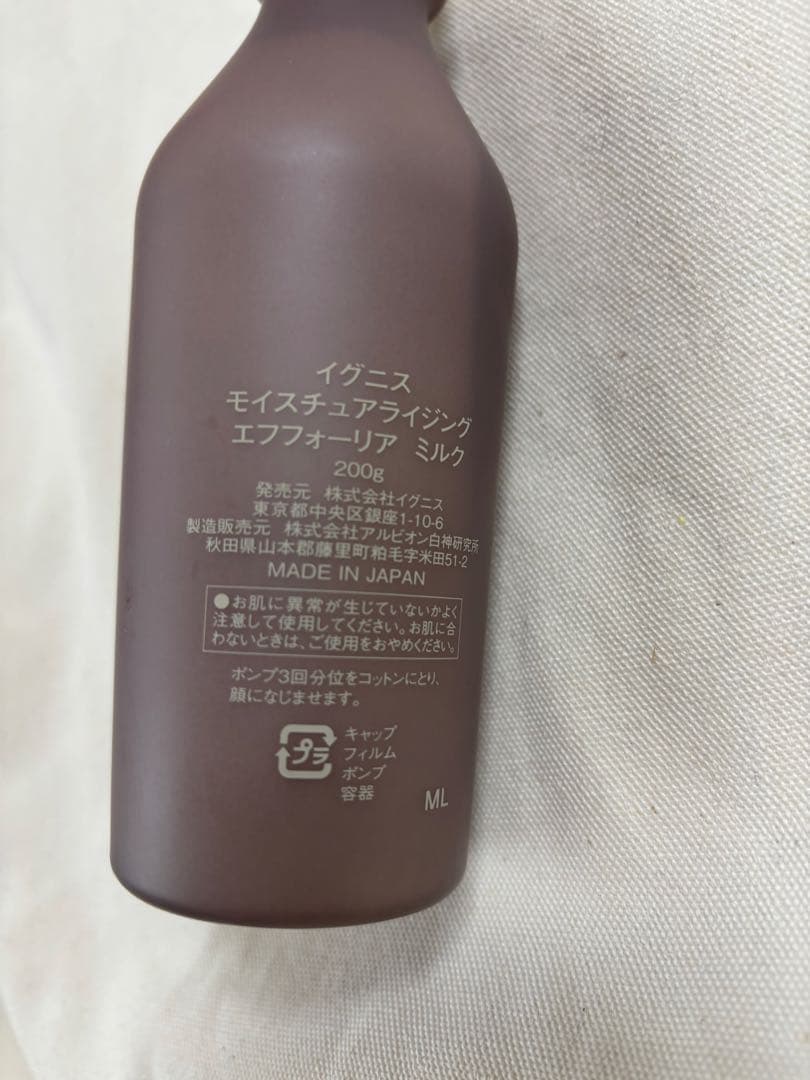 イグニス
モイスチュアライジング
エフフォーリア ミルク
200g
発売元 株式会社イグニス
東京都中央区銀座1-10-6
製造販売元 株式会社アルビオン白神研究所
秋田県山本郡藤里町粕毛字米田51-2
MADE IN JAPAN
●お肌に異常が生じていないかよく
注意して使用してください。お肌に合
わないときは、ご使用をおやめください。
ポンプ3回分位をコットンにとり、
顔になじませます。
プラ
キャップ
フィルム
ポンプ
容器
ML